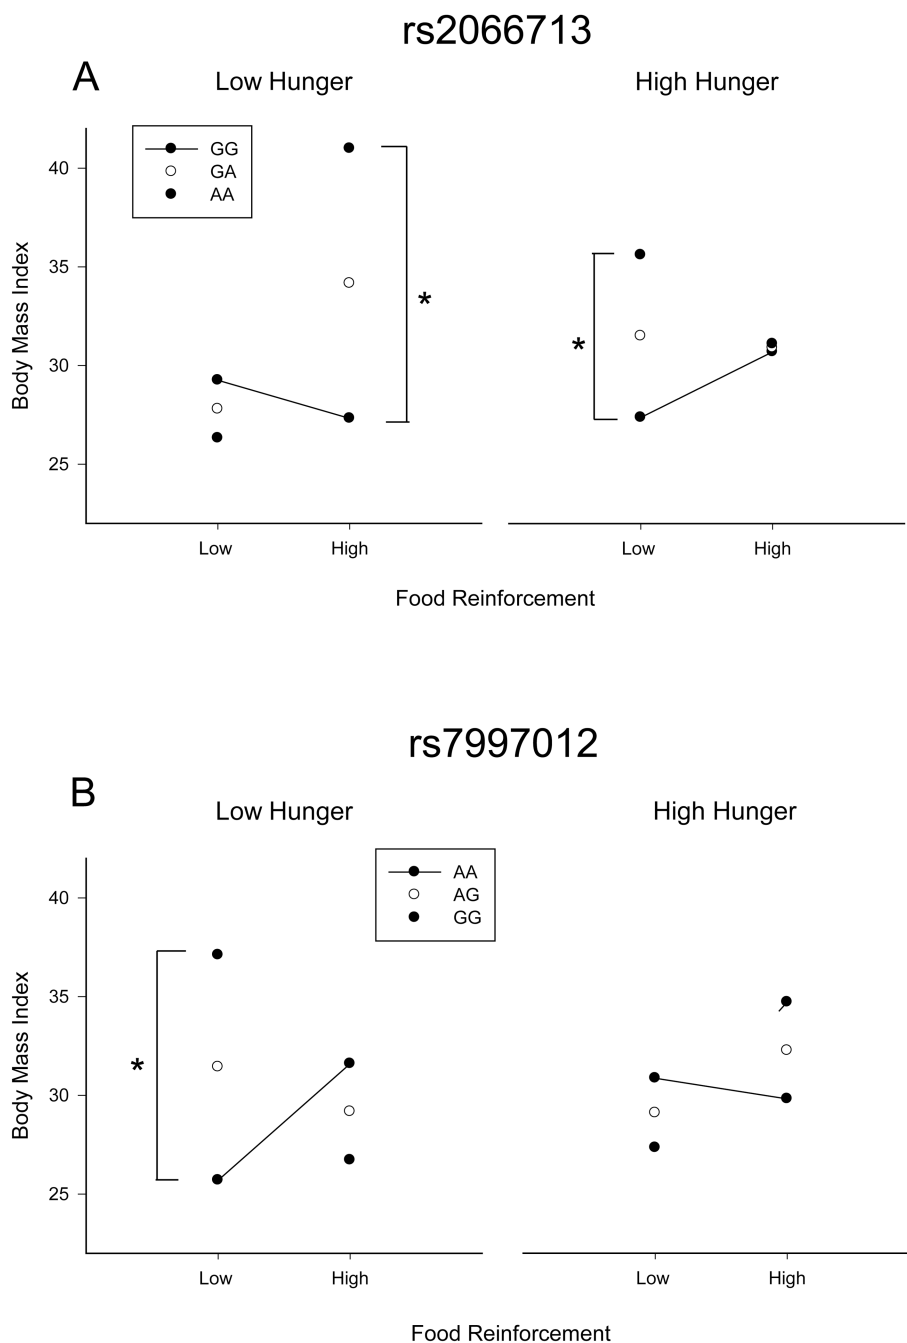 rs2066713
A
Low Hunger
High Hunger
GG
GA
AA
40
35
30
25
Body Mass Index
*
*
Low
High
Low
High
Food Reinforcement
rs7997012
B
Low Hunger
High Hunger
AA
AG
GG
40
35
30
25
Body Mass Index
*
Low
High
Low
High
Food Reinforcement